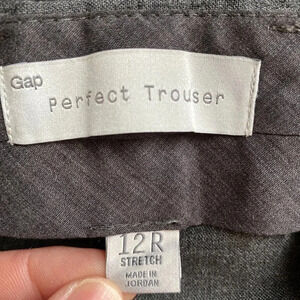 Gap
Perfect Trouser
12R
STRETCH
MADE IN
JORDAN